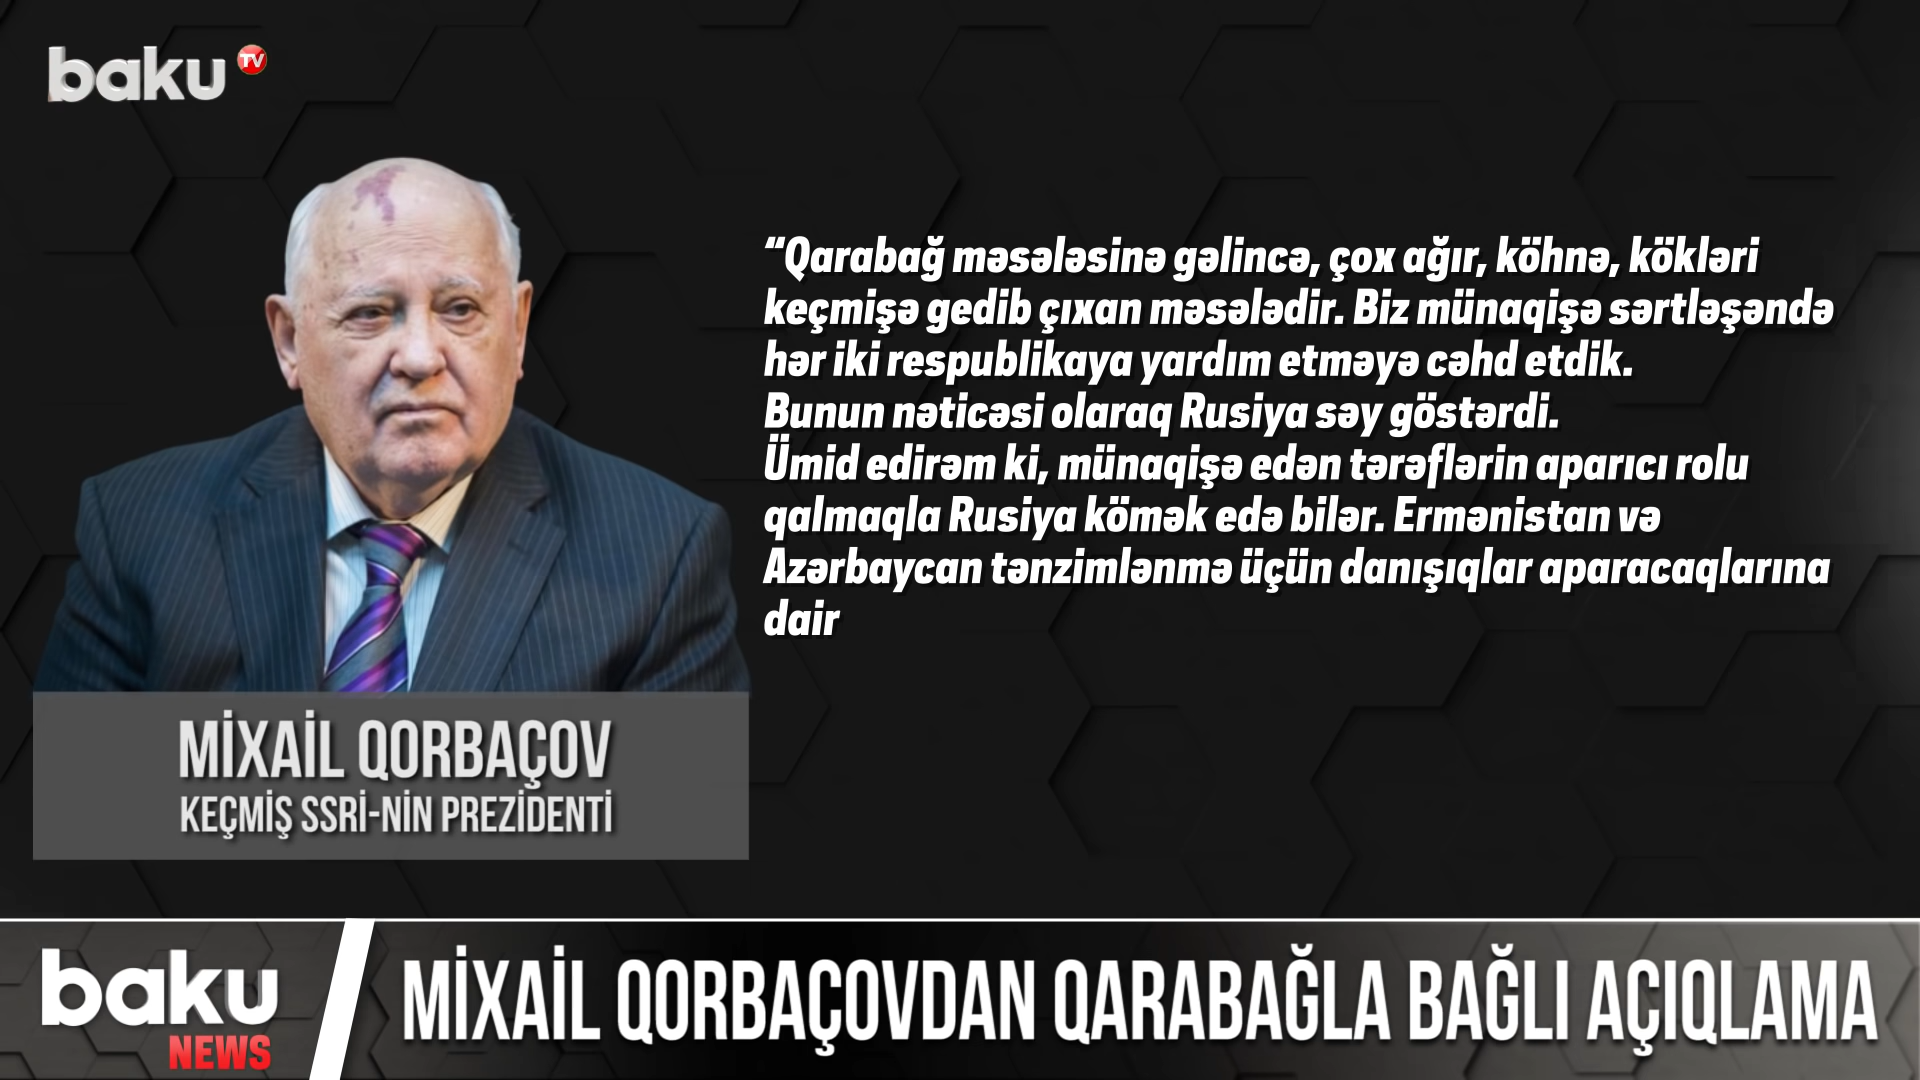 baku TV
“Qarabağ məsələsinə gəlincə, çox ağır, köhnə, kökləri
keçmişə gedib çıxan məsələdir. Biz münaqişə sərtləşəndə
hər iki respublikaya yardım etməyə cəhd etdik.
Bunun nəticəsi olaraq Rusiya səy göstərdi.
Ümid edirəm ki, münaqişə edən tərəflərin aparıcı rolu
qalmaqla Rusiya kömək edə bilər. Ermənistan və
Azərbaycan tənzimlənmə üçün danışıqlar aparacaqlarına
dair
MİXAİL QORBAÇOV
KEÇMİŞ SSRİ-NİN PREZİDENTİ
baku
NEWS
MİXAİL QORBAÇOVDAN QARABAĞLA BAĞLI AÇIQLAMA